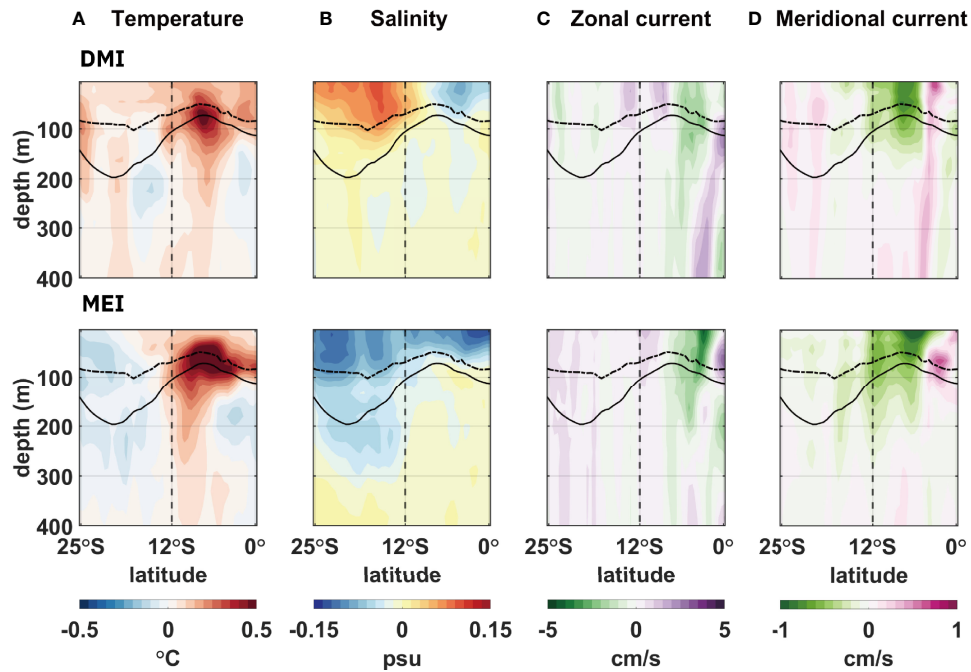 A Temperature B Salinity C Zonal current D Meridional current
DMI
depth (m)
100
200
300
400
MEI
depth (m)
100
200
300
400
25°S 12°S 0° 25°S 12°S 0° 25°S 12°S 0° 25°S 12°S 0°
latitude latitude latitude latitude
-0.5 0 0.5 -0.15 0 0.15 -5 0 5 -1 0 1
°C psu cm/s cm/s